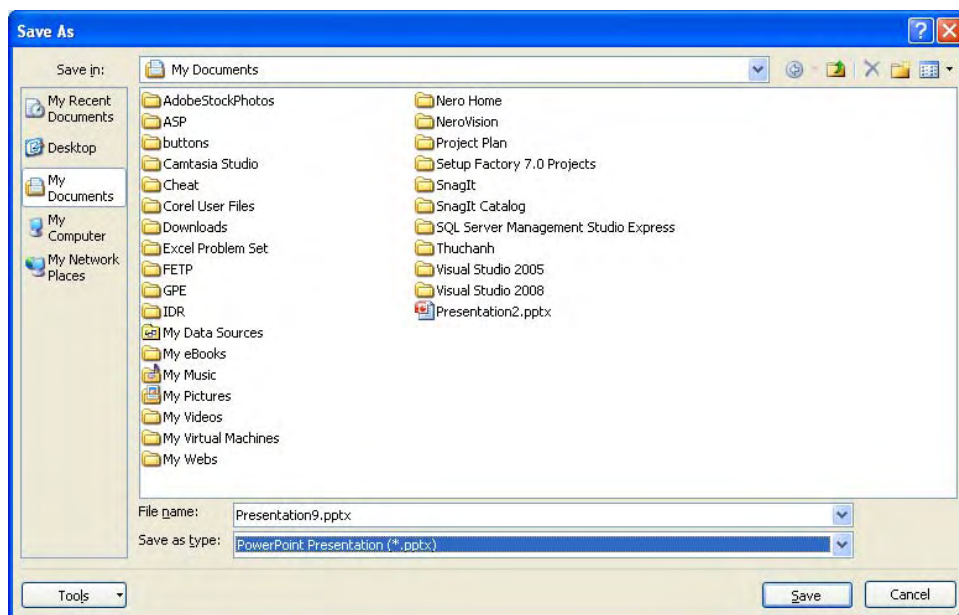 Save As
Save in:
My Documents
My Recent
Documents
Desktop
My
Documents
My
Computer
My Network
Places
AdobeStockPhotos
ASP
buttons
Camtasia Studio
Cheat
Corel User Files
Downloads
Excel Problem Set
FETP
GPE
IDR
My Data Sources
My eBooks
My Music
My Pictures
My Videos
My Virtual Machines
My Webs
Nero Home
NeroVision
Project Plan
Setup Factory 7.0 Projects
SnagIt
SnagIt Catalog
SQL Server Management Studio Express
Thuchanh
Visual Studio 2005
Visual Studio 2008
Presentation2.pptx
File name:
Presentation9.pptx
Save as type:
PowerPoint Presentation (*.pptx)
Tools
Save
Cancel